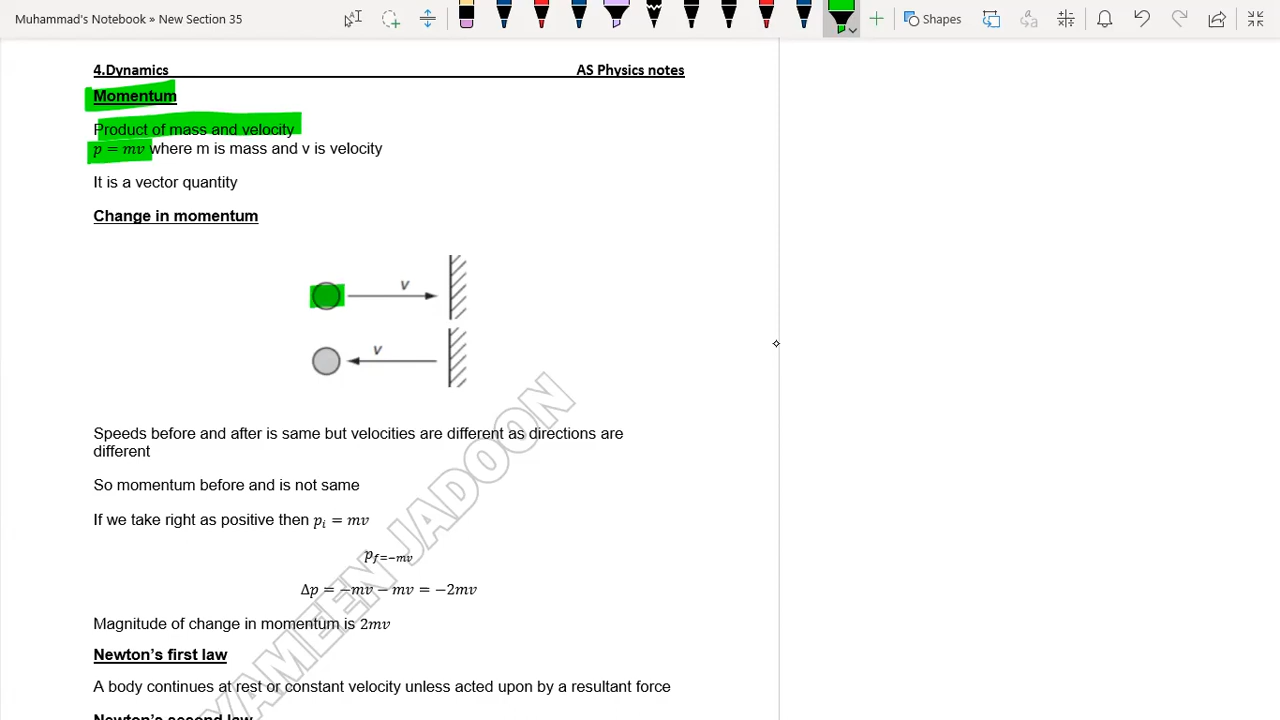 Muhammad's Notebook » New Section 35
Shapes
4.Dynamics AS Physics notes
Momentum
Product of mass and velocity
p = mv where m is mass and v is velocity
It is a vector quantity
Change in momentum
v
v
Speeds before and after is same but velocities are different as directions are
different
So momentum before and is not same
If we take right as positive then pᵢ = mv
p_f=−mv
Δp = −mv − mv = −2mv
Magnitude of change in momentum is 2mv
Newton's first law
A body continues at rest or constant velocity unless acted upon by a resultant force
Newton's second law
YAMEEN JADOON